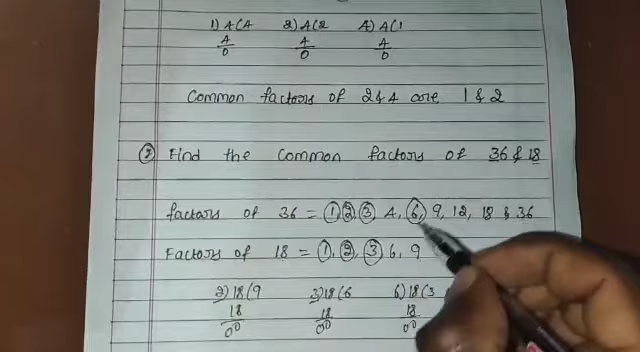 1) 4(4 2) 4(2 4) 4(1
4 4 4
0 0 0
Common factors of 2 & 4 are 1 & 2
3 Find the common factors of 36 & 18
factors of 36 = 1, 2, 3, 4, 6, 9, 12, 18 & 36
Factors of 18 = 1, 2, 3, 6, 9
2) 18 (9 3) 18 (6 6) 18 (3
18 18 18
00 00 00